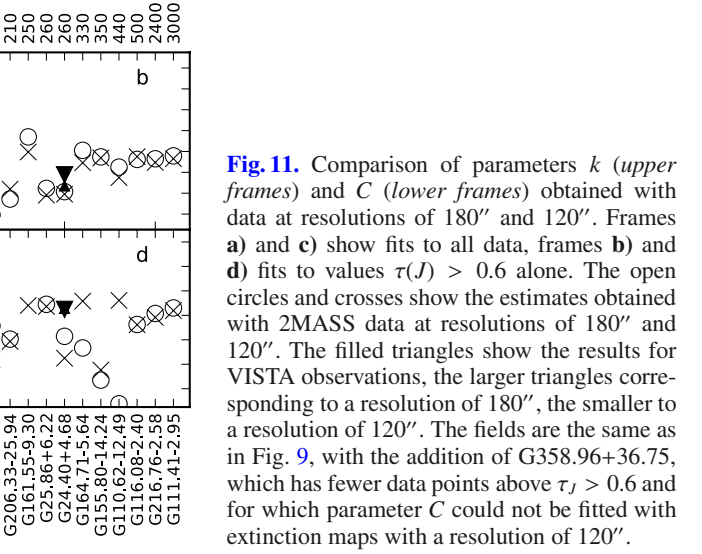 210
250
260
260
330
350
440
500
2400
3000
b
d
G206.33-25.94
G161.55-9.30
G25.86+6.22
G24.40+4.68
G164.71-5.64
G155.80-14.24
G110.62-12.49
G116.08-2.40
G216.76-2.58
G111.41-2.95
Fig. 11. Comparison of parameters k (upper
frames) and C (lower frames) obtained with
data at resolutions of 180″ and 120″. Frames
a) and c) show fits to all data, frames b) and
d) fits to values τ(J) > 0.6 alone. The open
circles and crosses show the estimates obtained
with 2MASS data at resolutions of 180″ and
120″. The filled triangles show the results for
VISTA observations, the larger triangles corre-
sponding to a resolution of 180″, the smaller to
a resolution of 120″. The fields are the same as
in Fig. 9, with the addition of G358.96+36.75,
which has fewer data points above τJ > 0.6 and
for which parameter C could not be fitted with
extinction maps with a resolution of 120″.